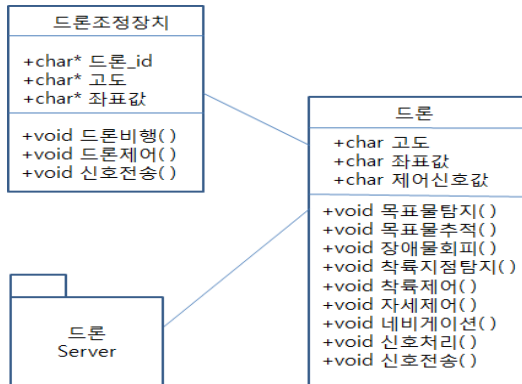 드론조정장치
+char* 드론_id
+char* 고도
+char* 좌표값
+void 드론비행()
+void 드론제어()
+void 신호전송()
드론
+char 고도
+char 좌표값
+char 제어신호값
+void 목표물탐지()
+void 목표물추적()
+void 장애물회피()
+void 착륙지점탐지()
+void 착륙제어()
+void 자세제어()
+void 네비게이션()
+void 신호처리()
+void 신호전송()
드론
Server